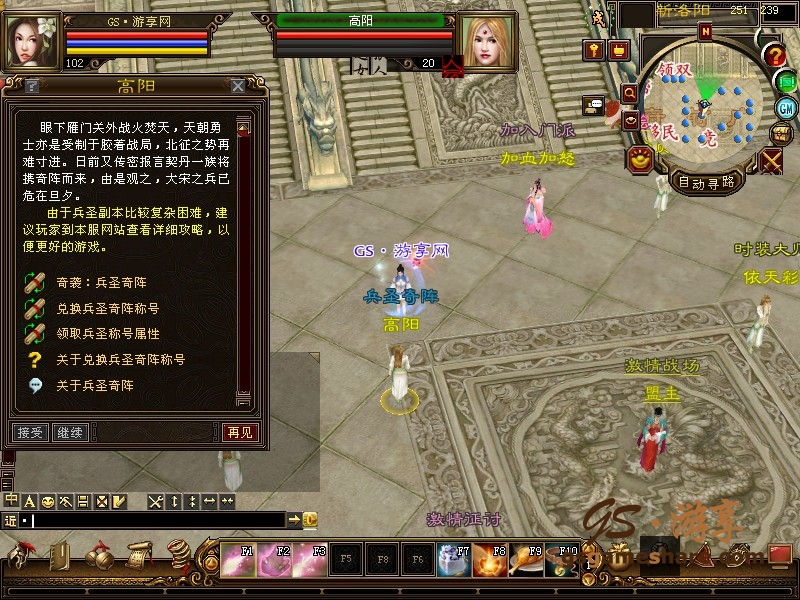 GS·游享网
102
高阳
20
新洛阳 251 239
N
领双
移民
竞
GM
自动寻路
高阳
眼下雁门关外战火焚天，天朝勇
士亦是受制于胶着战局，北征之势再
难寸进。日前又传密报言契丹一族将
携奇阵而来，由是观之，大宋之兵已
危在旦夕。
由于兵圣副本比较复杂困难，建
议玩家到本服网站查看详细攻略，以
便更好的游戏。
奇袭：兵圣奇阵
兑换兵圣奇阵称号
领取兵圣称号属性
关于兑换兵圣奇阵称号
关于兵圣奇阵
接受
继续
再见
加入门派
加血加怒
GS·游享网
兵圣奇阵
高阳
时装大师
依天彩
激情战场
盟主
激情征讨
中
近
F1 F2 F3 F5 F8 F6 F7 F8 F9 F10
GS·游享